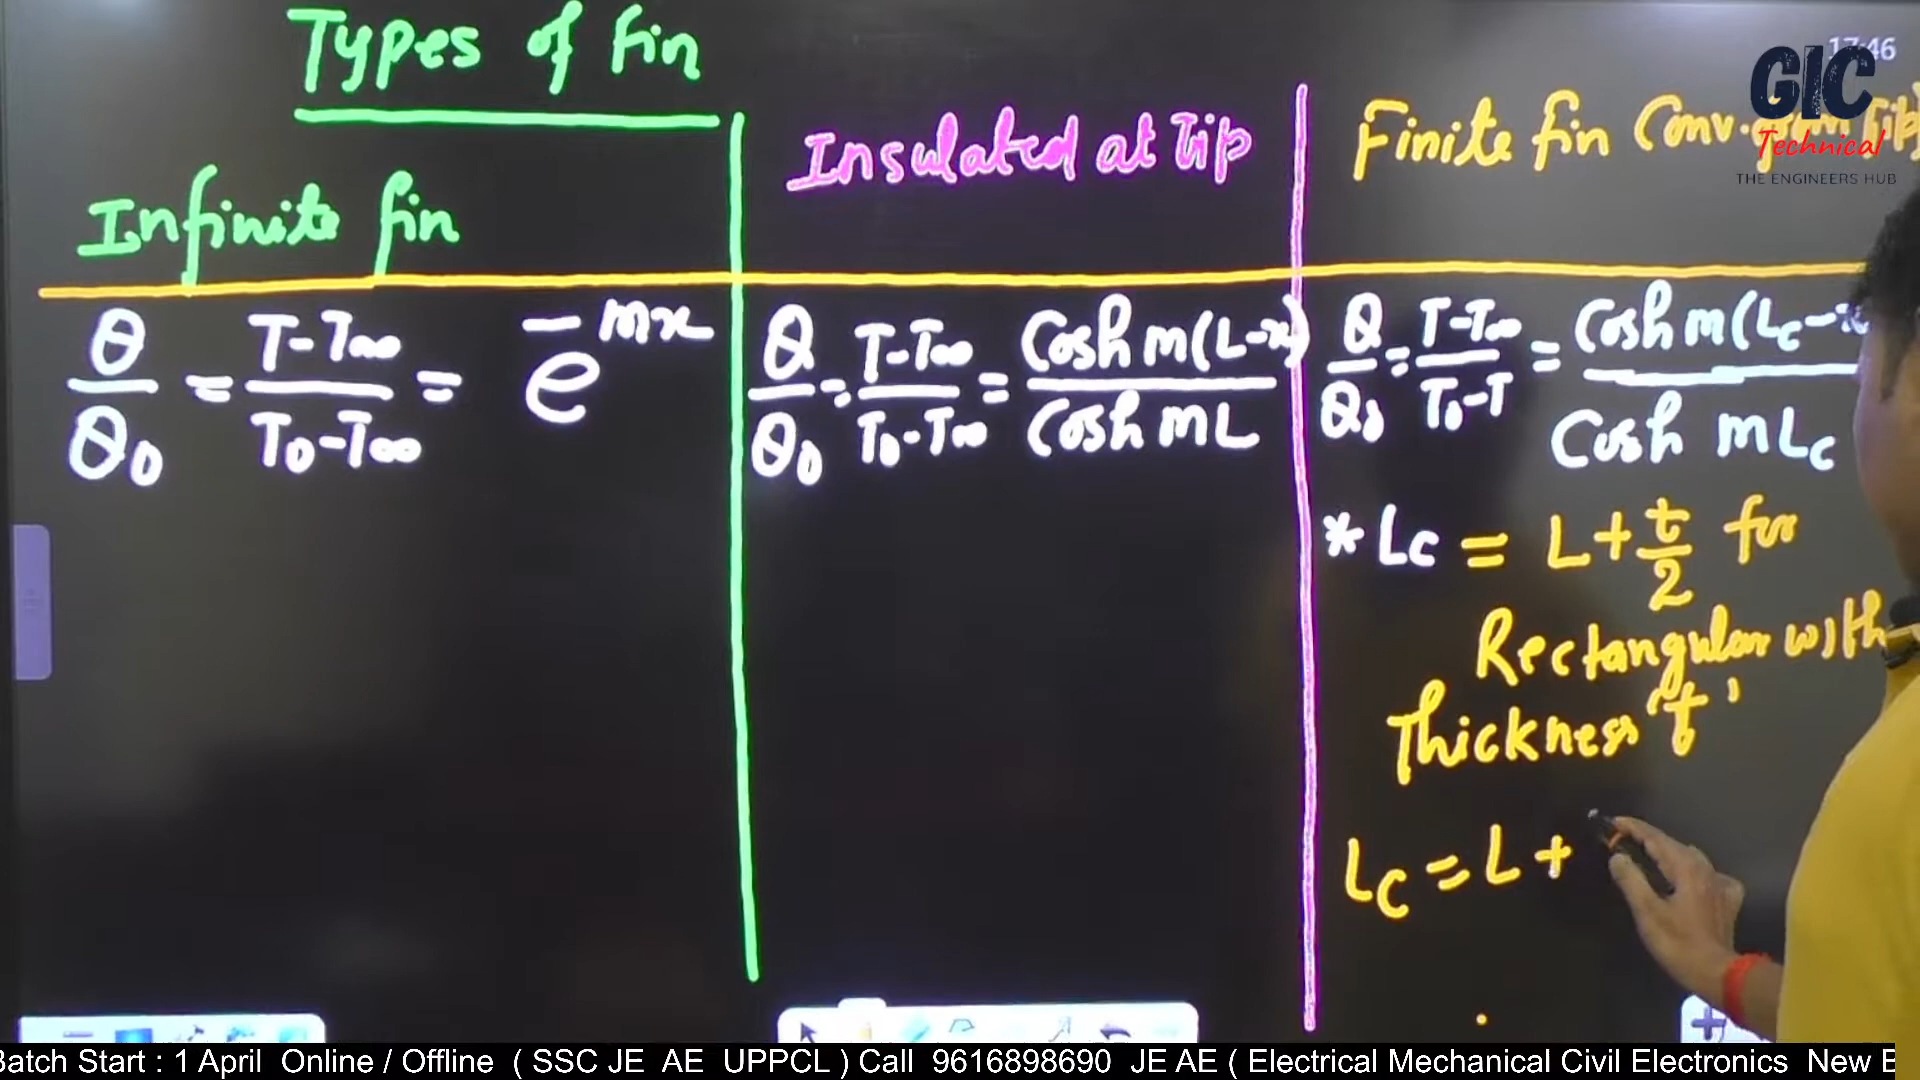 Types of fin
17:46
GIC
Technical
THE ENGINEERS HUB
Infinite fin
Insulated at Tip
Finite fin Conv.
θ/θ0 = T-T∞/T0-T∞ = e^-mx
θ/θ0 = T-T∞/T0-T∞ = Cosh m(L-x)/Cosh mL
θ/θ0 = T-T∞/T0-T = Cosh m(Lc-x/Cosh mLc
* Lc = L + t/2 for
Rectangular with
Thickness 't'
Lc = L +
Batch Start : 1 April Online / Offline ( SSC JE AE UPPCL ) Call 9616898690 JE AE ( Electrical Mechanical Civil Electronics New B